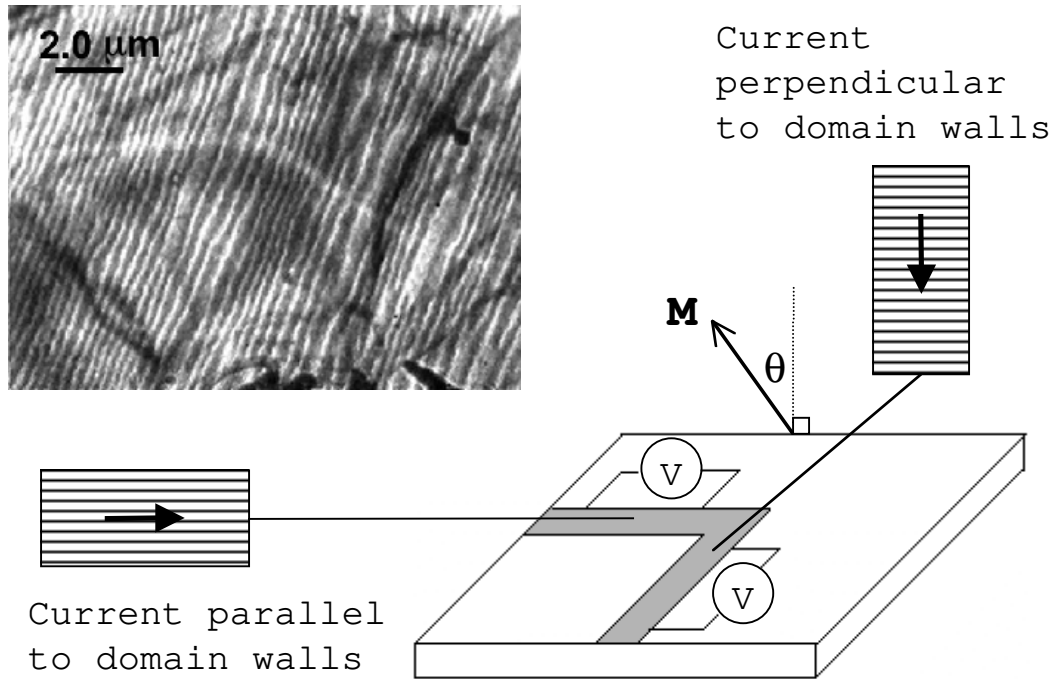 2.0 μm
Current
perpendicular
to domain walls
M
θ
V
V
Current parallel
to domain walls